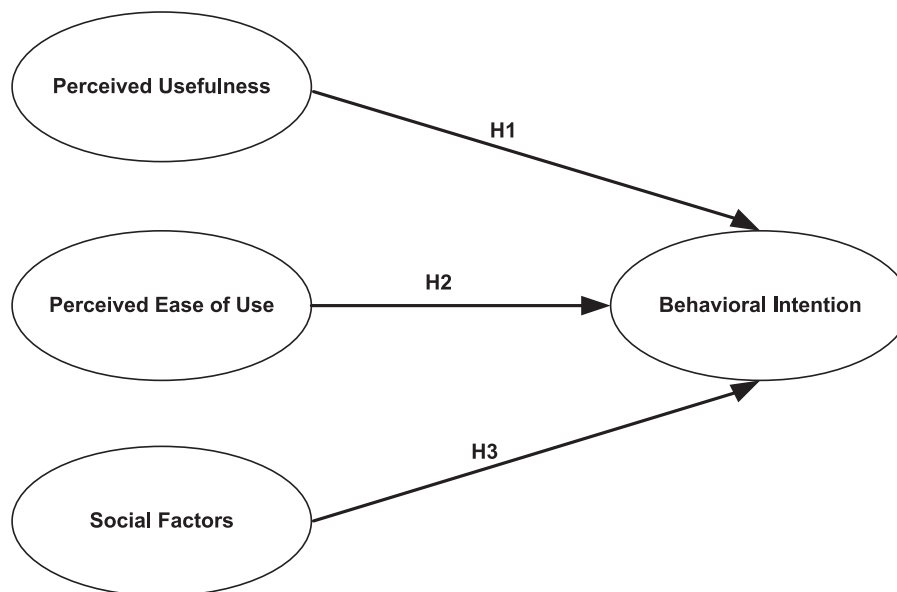 Perceived Usefulness
H1
Perceived Ease of Use
H2
Behavioral Intention
H3
Social Factors